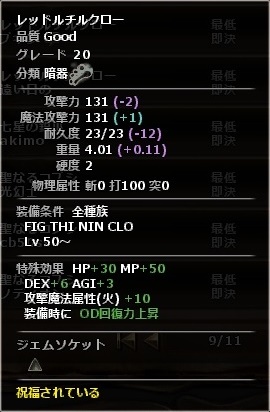 レッドルチルクロー
品質 Good
グレード 20
分類 暗器
攻撃力 131 (-2)
魔法攻撃力 131 (+1)
耐久度 23/23 (-12)
重量 4.01 (+0.11)
硬度 2
物理属性 斬0 打100 突0
装備条件 全種族
FIG THI NIN CLO
Lv 50～
特殊効果 HP+30 MP+50
DEX+6 AGI+3
攻撃魔法属性(火) +10
装備時に OD回復力上昇
9/11
ジェムソケット
祝福されている
最低
即決
最低
即決
最低
即決
最低
即決
最低
即決